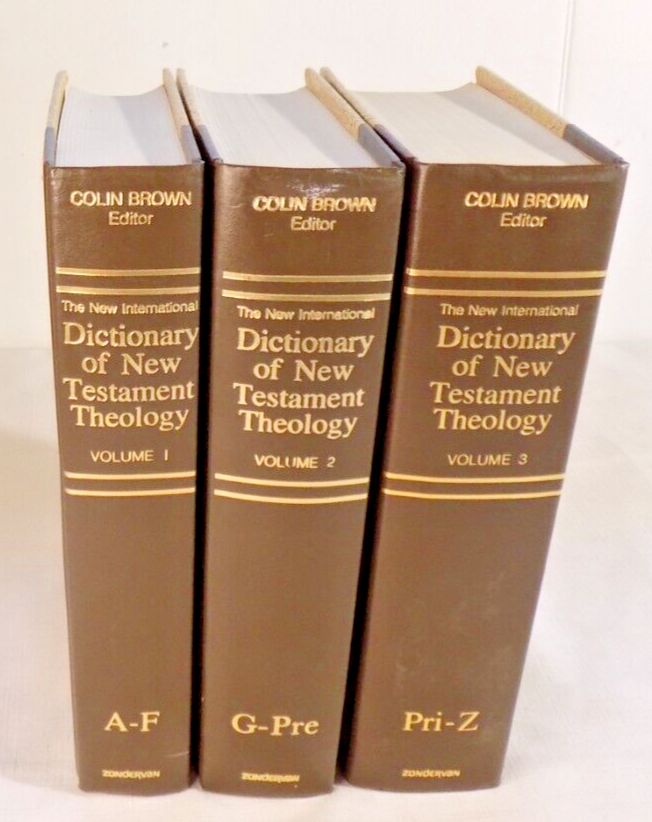 COLIN BROWN
Editor
The New International
Dictionary
of New
Testament
Theology
VOLUME 1
A-F
ZONDERVAN
COLIN BROWN
Editor
The New International
Dictionary
of New
Testament
Theology
VOLUME 2
G-Pre
ZONDERVAN
COLIN BROWN
Editor
The New International
Dictionary
of New
Testament
Theology
VOLUME 3
Pri-Z
ZONDERVAN